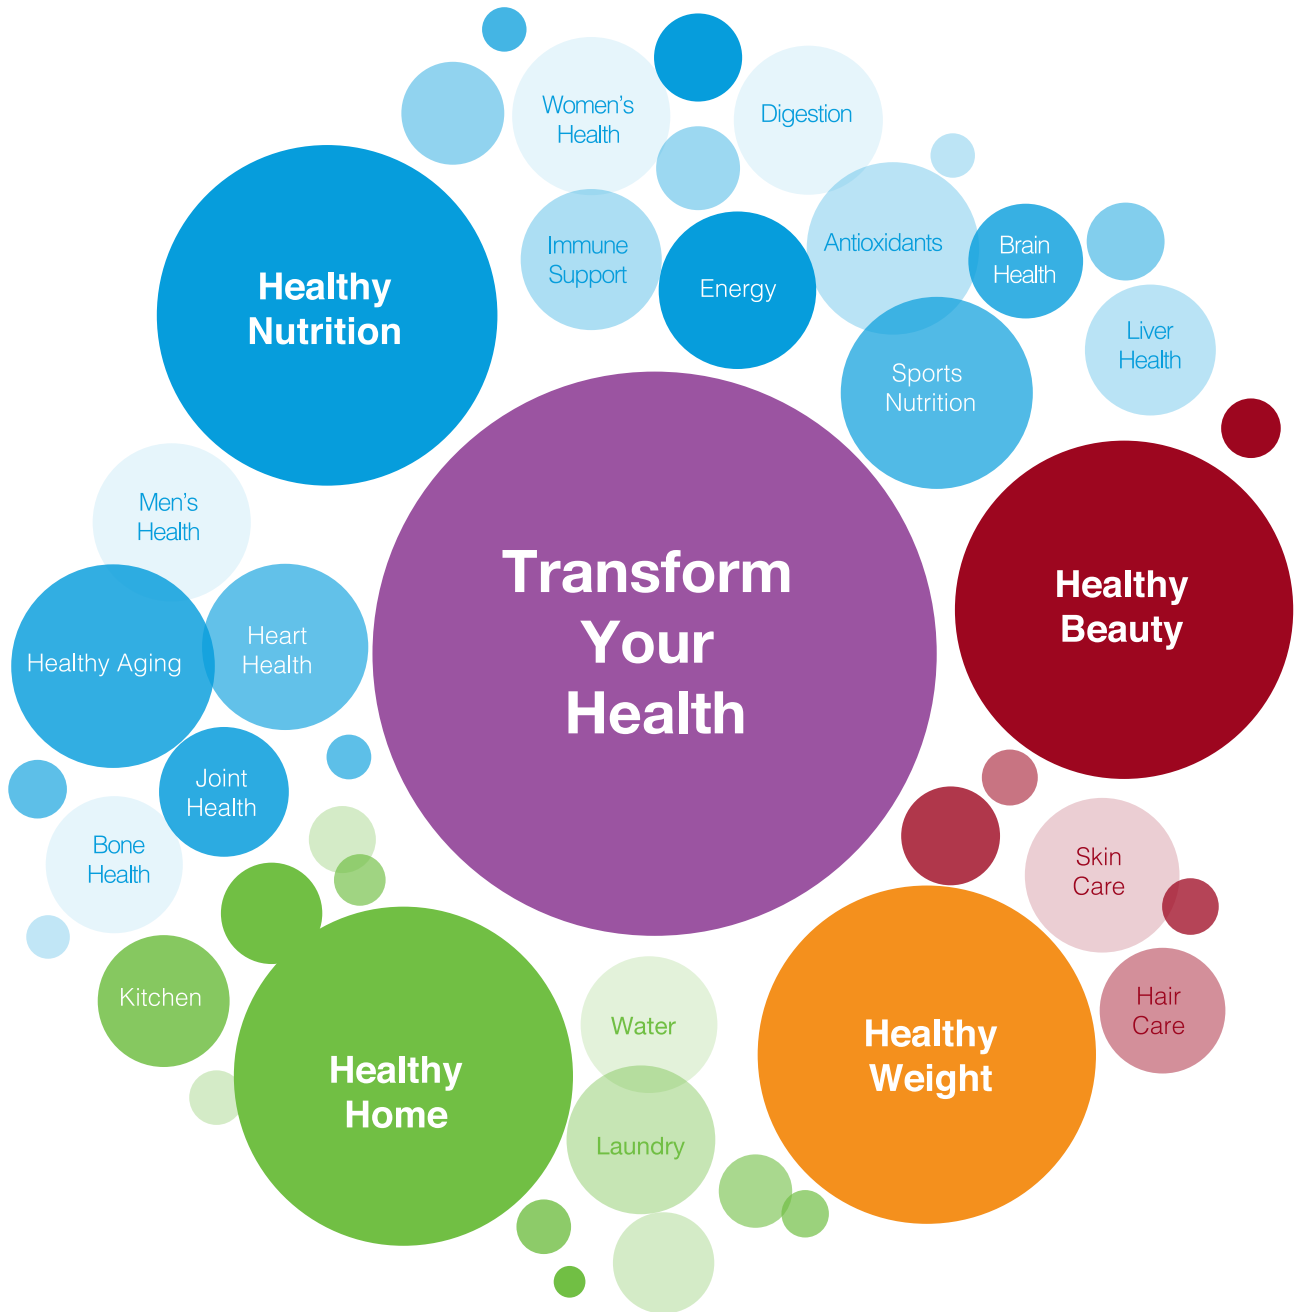 Women's
Health
Digestion
Immune
Support
Energy
Antioxidants
Brain
Health
Liver
Health
Healthy
Nutrition
Sports
Nutrition
Men's
Health
Healthy Aging
Heart
Health
Joint
Health
Bone
Health
Transform
Your
Health
Healthy
Beauty
Skin
Care
Hair
Care
Kitchen
Healthy
Home
Water
Laundry
Healthy
Weight